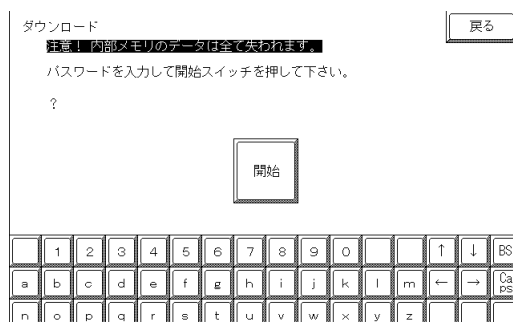 ダウンロード
戻る
注意！内部メモリのデータは全て失われます。
パスワードを入力して開始スイッチを押して下さい。
?
開始
1 2 3 4 5 6 7 8 9 0 ↑ ↓ BS
a b c d e f g h i j k l m ← → Caps
n o p q r s t u v w x y z